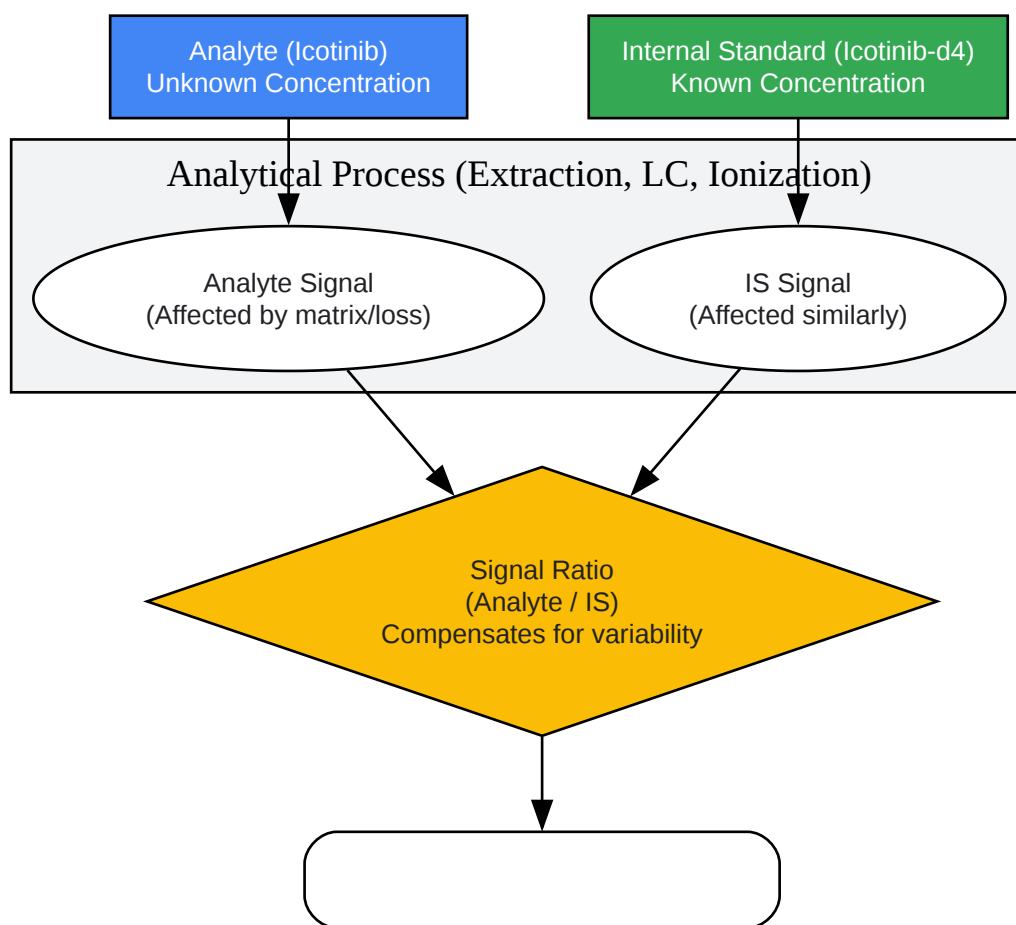 Analyte (Icotinib)
Unknown Concentration
Internal Standard (Icotinib-d4)
Known Concentration
Analytical Process (Extraction, LC, Ionization)
Analyte Signal
(Affected by matrix/loss)
IS Signal
(Affected similarly)
Signal Ratio
(Analyte / IS)
Compensates for variability